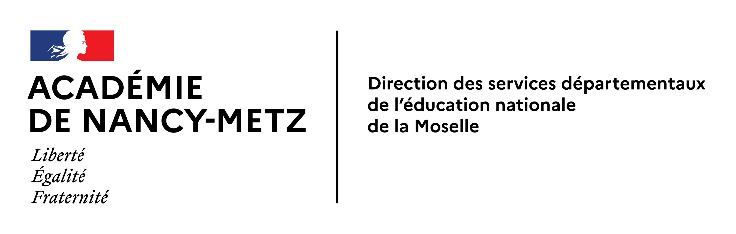 ACADÉMIE
DE NANCY-METZ
Liberté
Égalité
Fraternité
Direction des services départementaux
de l'éducation nationale
de la Moselle